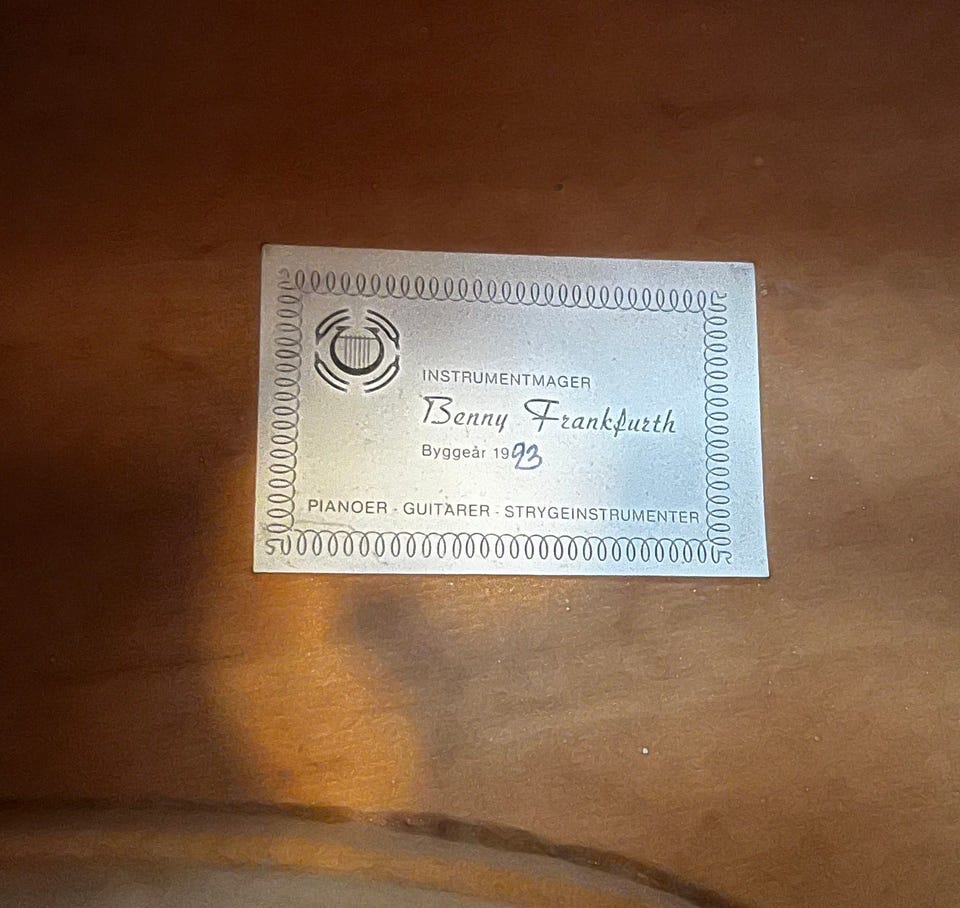 INSTRUMENTMAGER
Benny Frankfurth
Byggeår 1993
PIANOER - GUITARER - STRYGEINSTRUMENTER